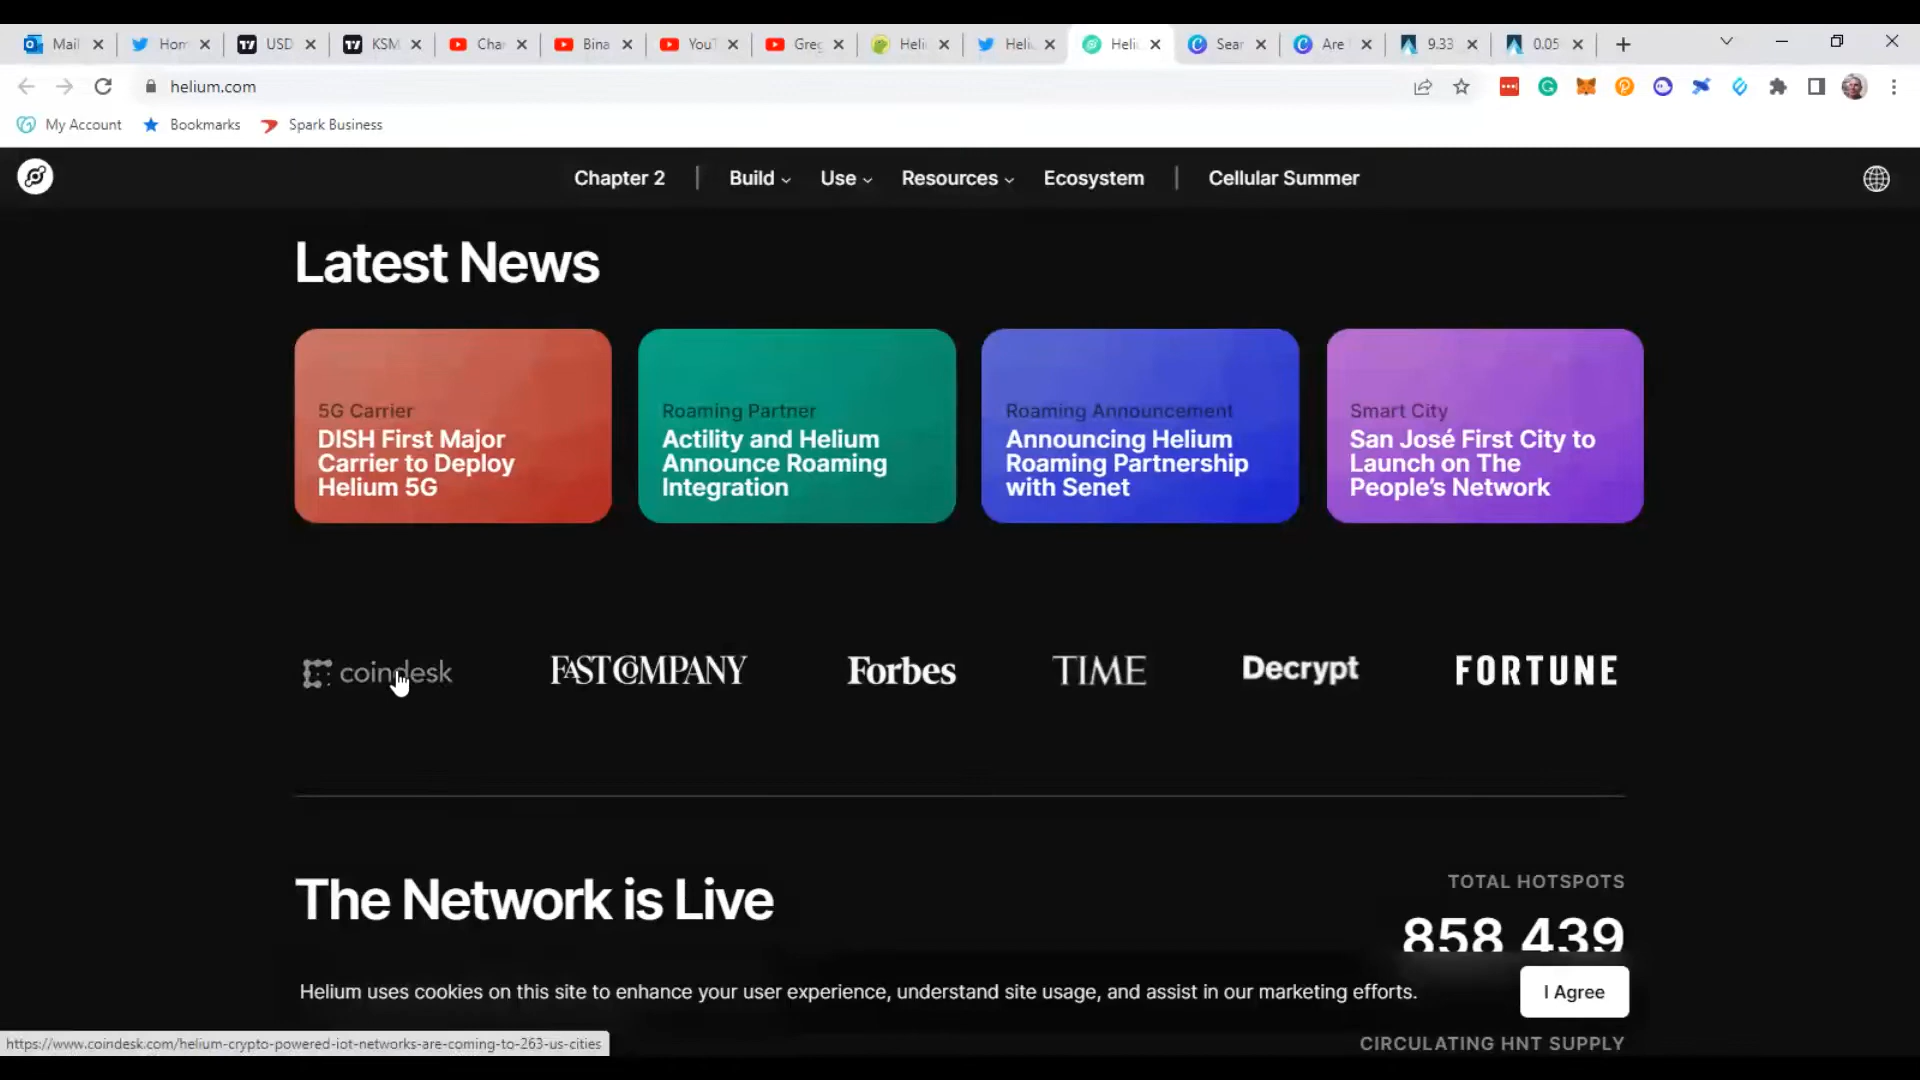 Mail
Hom
USD
KSM
Cha
Bina
YouT
Greg
Heli
Heliu
Heliu
Sear
Are
9.33
0.05
helium.com
My Account
Bookmarks
Spark Business
Chapter 2 | Build Use Resources Ecosystem | Cellular Summer
Latest News
5G Carrier
DISH First Major
Carrier to Deploy
Helium 5G
Roaming Partner
Actility and Helium
Announce Roaming
Integration
Roaming Announcement
Announcing Helium
Roaming Partnership
with Senet
Smart City
San José First City to
Launch on The
People's Network
coindesk
FAST COMPANY
Forbes
TIME
Decrypt
FORTUNE
The Network is Live
TOTAL HOTSPOTS
858,439
Helium uses cookies on this site to enhance your user experience, understand site usage, and assist in our marketing efforts.
I Agree
https://www.coindesk.com/helium-crypto-powered-iot-networks-are-coming-to-263-us-cities
CIRCULATING HNT SUPPLY